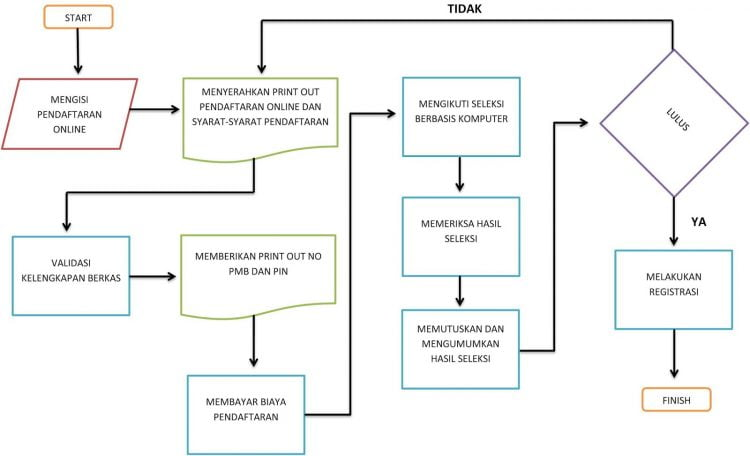 START
MENGISI
PENDAFTARAN
ONLINE
MENYERAHKAN PRINT OUT
PENDAFTARAN ONLINE DAN
SYARAT-SYARAT PENDAFTARAN
VALIDASI
KELENGKAPAN BERKAS
MEMBERIKAN PRINT OUT NO
PMB DAN PIN
MEMBAYAR BIAYA
PENDAFTARAN
MENGIKUTI SELEKSI
BERBASIS KOMPUTER
MEMERIKSA HASIL
SELEKSI
MEMUTUSKAN DAN
MENGUMUMKAN
HASIL SELEKSI
LULUS
TIDAK
YA
MELAKUKAN
REGISTRASI
FINISH